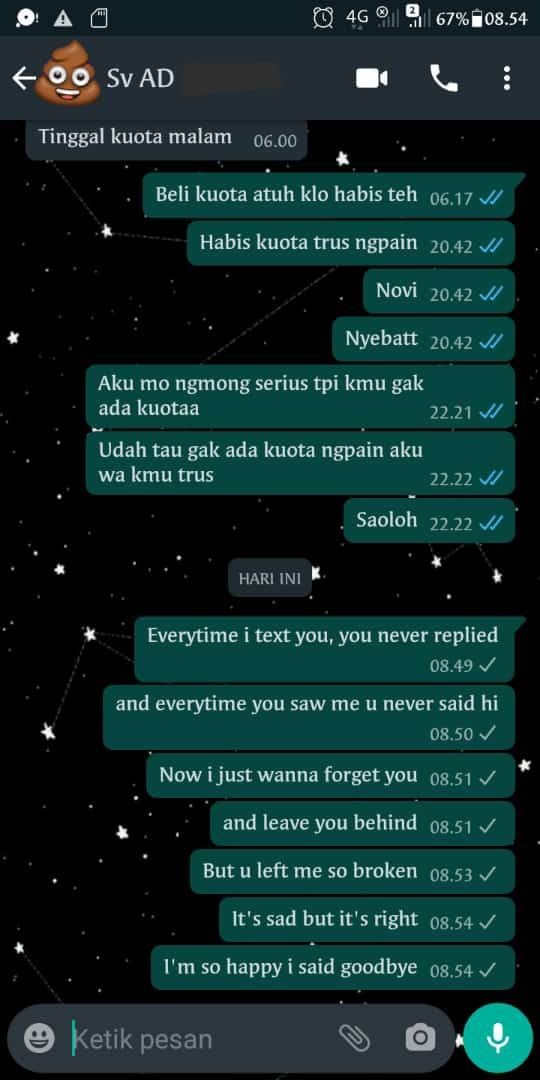 4G 2 67% 08.54
Sv AD
Tinggal kuota malam 06.00
Beli kuota atuh klo habis teh 06.17
Habis kuota trus ngpain 20.42
Novi 20.42
Nyebatt 20.42
Aku mo ngmong serius tpi kmu gak
ada kuotaa 22.21
Udah tau gak ada kuota ngpain aku
wa kmu trus 22.22
Saoloh 22.22
HARI INI
Everytime i text you, you never replied
08.49
and everytime you saw me u never said hi
08.50
Now i just wanna forget you 08.51
and leave you behind 08.51
But u left me so broken 08.53
It's sad but it's right 08.54
I'm so happy i said goodbye 08.54
Ketik pesan